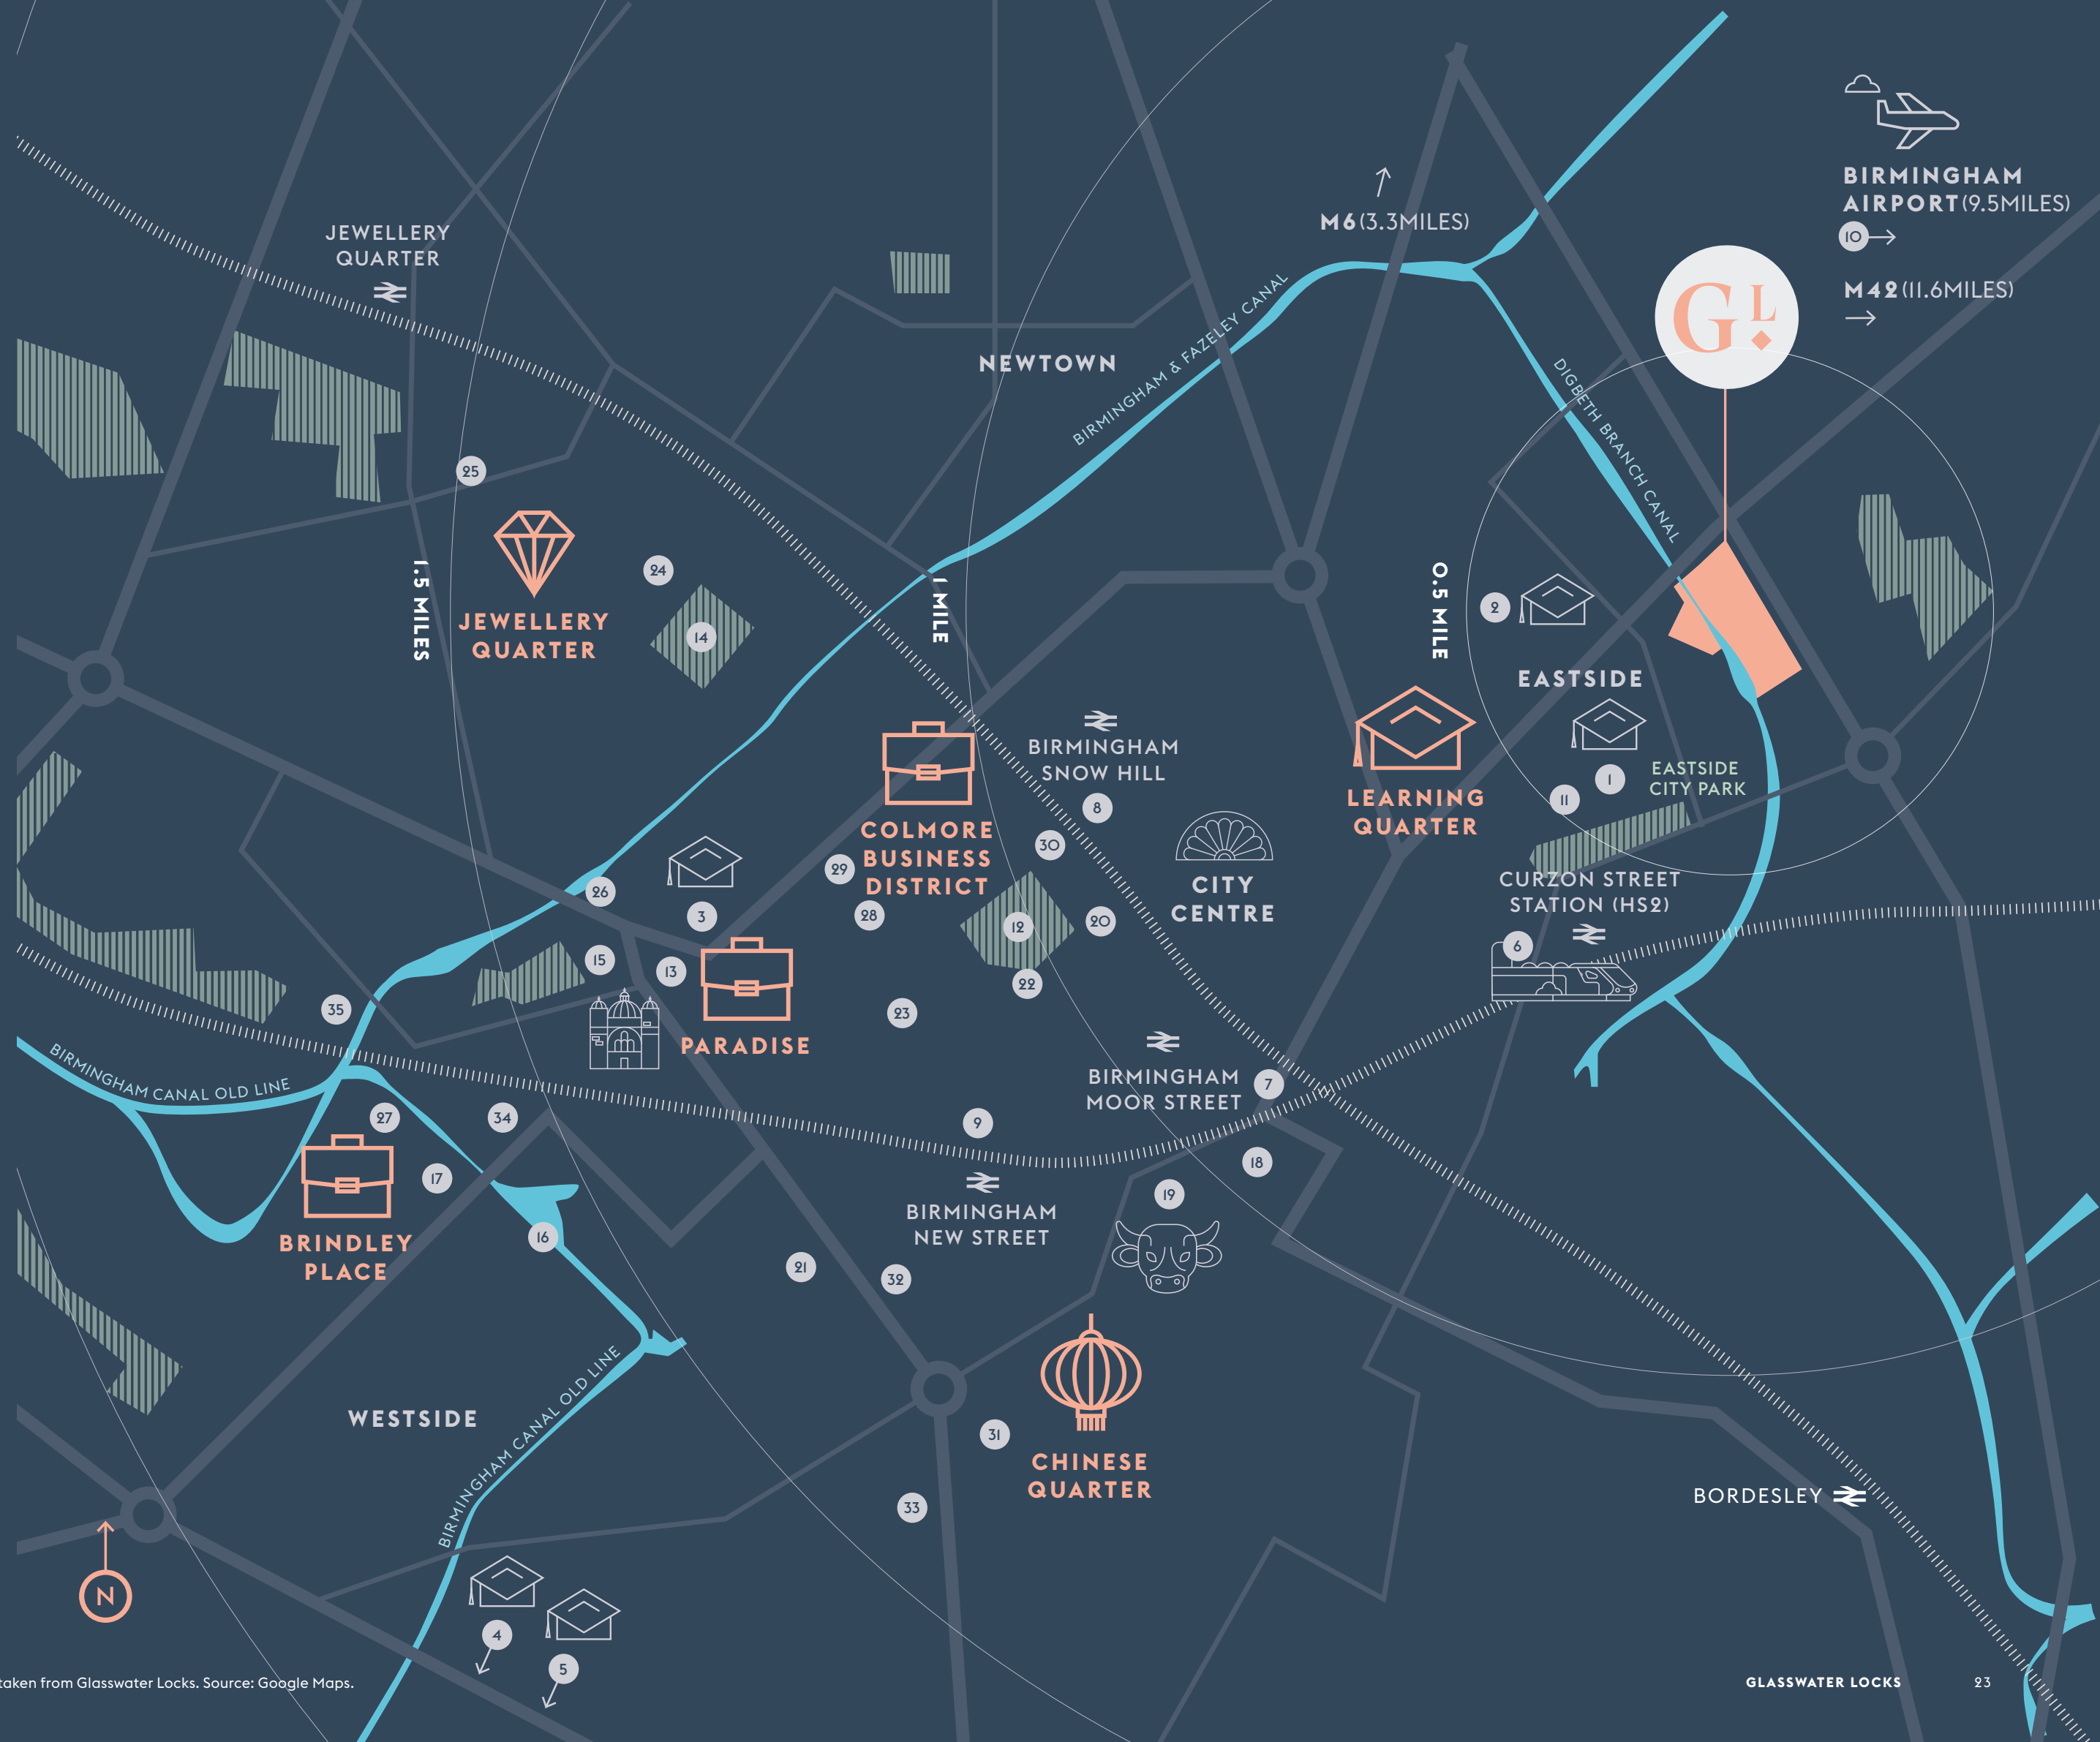 BIRMINGHAM
AIRPORT (9.5MILES)
10
M42 (11.6MILES)
M6 (3.3MILES)
GL
JEWELLERY
QUARTER
NEWTOWN
BIRMINGHAM & FAZELEY CANAL
DIGBETH BRANCH CANAL
25
24
14
JEWELLERY
QUARTER
1.5 MILES
1 MILE
0.5 MILE
2
EASTSIDE
1
11
EASTSIDE
CITY PARK
LEARNING
QUARTER
BIRMINGHAM
SNOW HILL
8
30
COLMORE
BUSINESS
DISTRICT
29
28
CITY
CENTRE
12
20
22
23
CURZON STREET
STATION (HS2)
6
26
3
15
13
PARADISE
35
BIRMINGHAM CANAL OLD LINE
27
34
17
BRINDLEY
PLACE
16
BIRMINGHAM
MOOR STREET
7
9
18
19
BIRMINGHAM
NEW STREET
21
32
CHINESE
QUARTER
31
33
WESTSIDE
BIRMINGHAM CANAL OLD LINE
BORDESLEY
N
4
5
taken from Glasswater Locks. Source: Google Maps.
GLASSWATER LOCKS
23